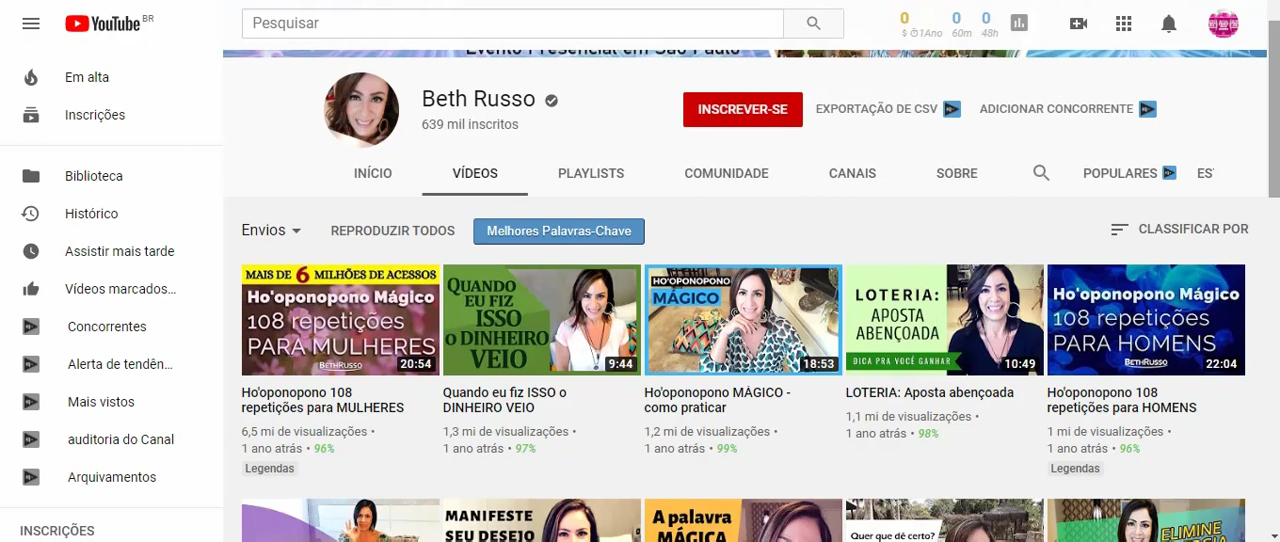 YouTube BR
Pesquisar
0 0 0
$ 1Ano 60m 48h
Evento Presencial em São Paulo
Em alta
Inscrições
Biblioteca
Histórico
Assistir mais tarde
Vídeos marcados...
Concorrentes
Alerta de tendên...
Mais vistos
auditoria do Canal
Arquivamentos
INSCRIÇÕES
Beth Russo
639 mil inscritos
INSCREVER-SE
EXPORTAÇÃO DE CSV
ADICIONAR CONCORRENTE
INÍCIO VÍDEOS PLAYLISTS COMUNIDADE CANAIS SOBRE POPULARES
Envios REPRODUZIR TODOS Melhores Palavras-Chave CLASSIFICAR POR
MAIS DE 6 MILHÕES DE ACESSOS
Ho'oponopono Mágico
108 repetições
PARA MULHERES
BETHRUSSO
20:54
Ho'oponopono 108
repetições para MULHERES
6,5 mi de visualizações •
1 ano atrás • 96%
Legendas
QUANDO
EU FIZ
ISSO
O DINHEIRO
VEIO
9:44
Quando eu fiz ISSO o
DINHEIRO VEIO
1,3 mi de visualizações •
1 ano atrás • 97%
HO'OPONOPONO
MÁGICO
18:53
Ho'oponopono MÁGICO -
como praticar
1,2 mi de visualizações •
1 ano atrás • 99%
LOTERIA:
APOSTA
ABENÇOADA
DICA PRA VOCÊ GANHAR
10:49
LOTERIA: Aposta abençoada
1,1 mi de visualizações •
1 ano atrás • 98%
Ho'oponopono Mágico
108 repetições
PARA HOMENS
BETHRUSSO
22:04
Ho'oponopono 108
repetições para HOMENS
1 mi de visualizações •
1 ano atrás • 96%
Legendas
MANIFESTE
SEU DESEJO
A palavra
MÁGICA
Quer que dê certo?
ELIMINE